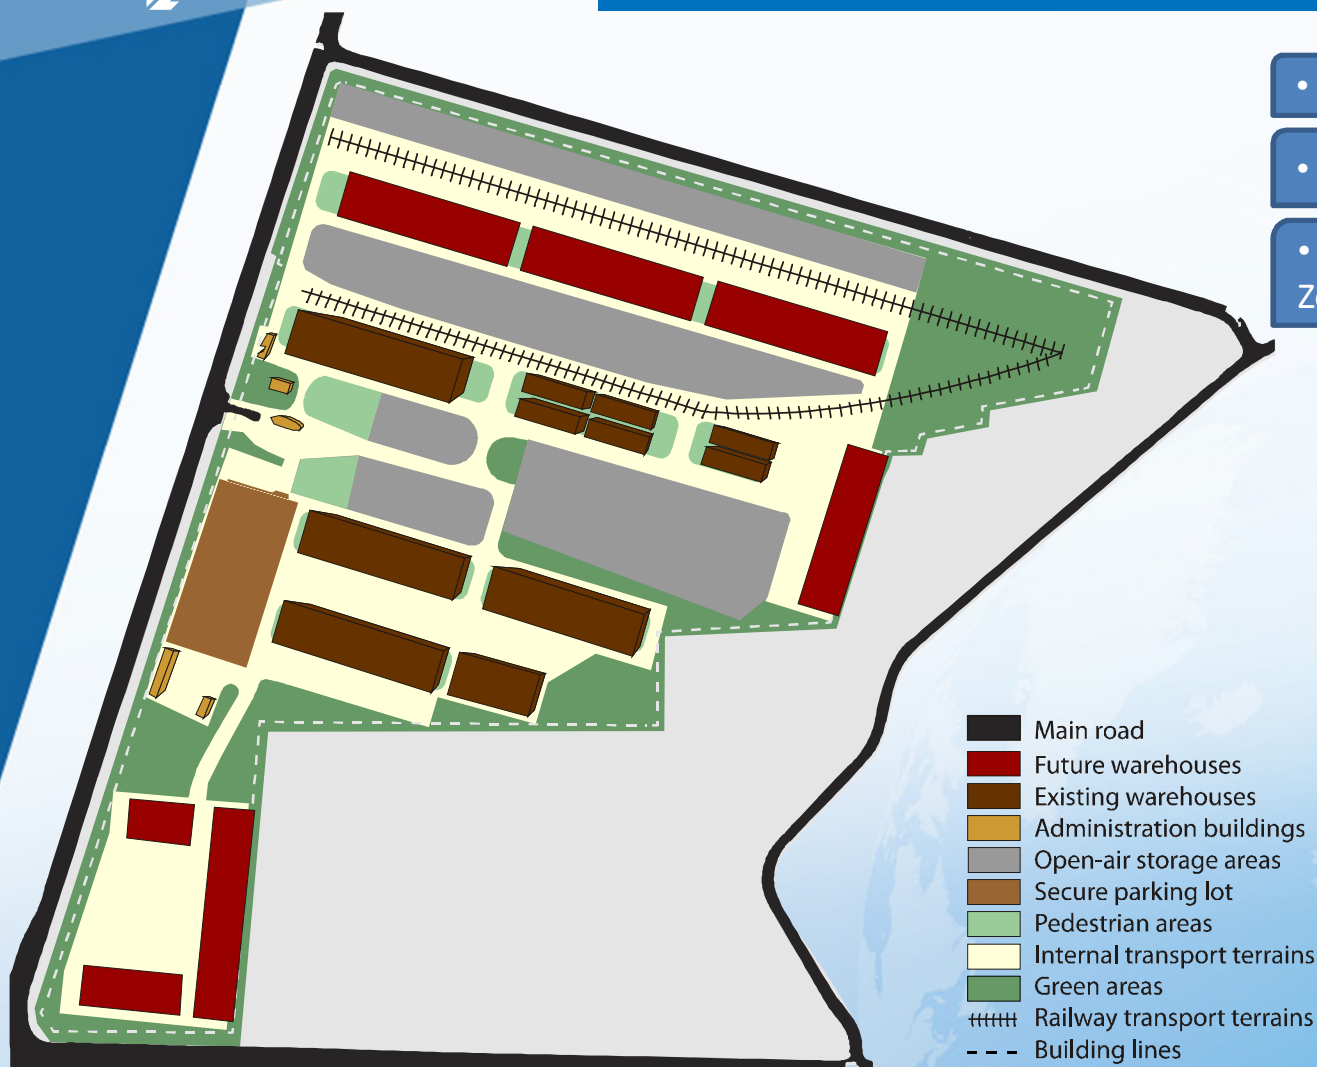 Main road
Future warehouses
Existing warehouses
Administration buildings
Open-air storage areas
Secure parking lot
Pedestrian areas
Internal transport terrains
Green areas
Railway transport terrains
Building lines